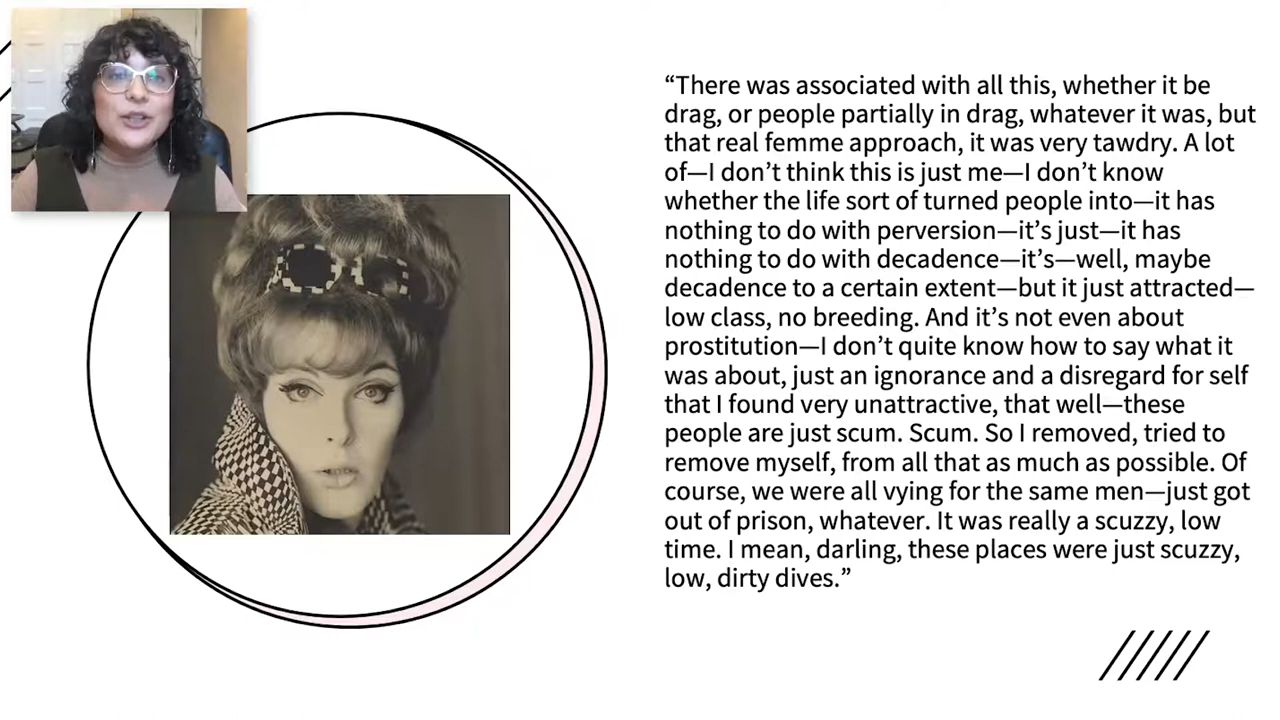 “There was associated with all this, whether it be
drag, or people partially in drag, whatever it was, but
that real femme approach, it was very tawdry. A lot
of—I don’t think this is just me—I don’t know
whether the life sort of turned people into—it has
nothing to do with perversion—it’s just—it has
nothing to do with decadence—it’s—well, maybe
decadence to a certain extent—but it just attracted—
low class, no breeding. And it’s not even about
prostitution—I don’t quite know how to say what it
was about, just an ignorance and a disregard for self
that I found very unattractive, that well—these
people are just scum. Scum. So I removed, tried to
remove myself, from all that as much as possible. Of
course, we were all vying for the same men—just got
out of prison, whatever. It was really a scuzzy, low
time. I mean, darling, these places were just scuzzy,
low, dirty dives.”